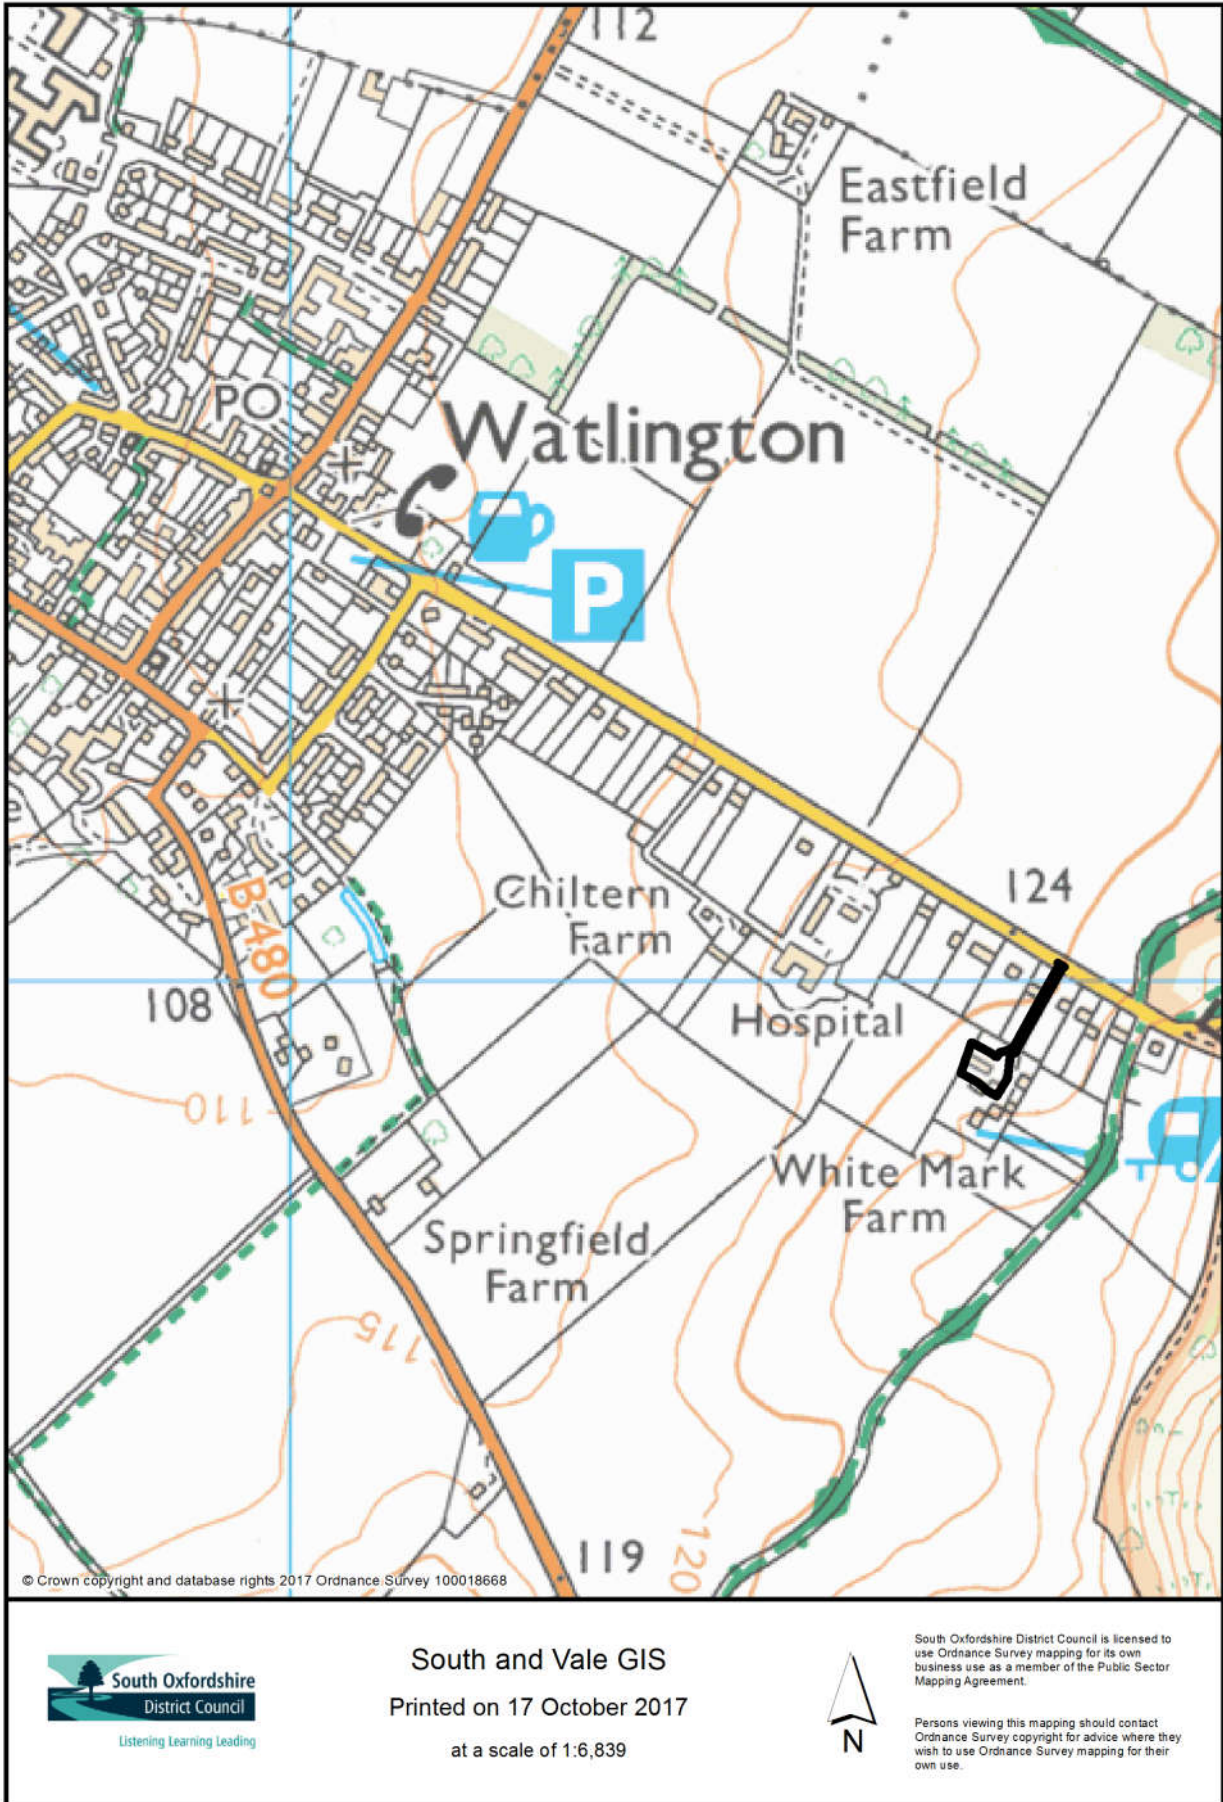 112
Eastfield
Farm
PO
Watlington
P
124
Chiltern
Farm
B480
108
Hospital
110
White Mark
Farm
Springfield
Farm
115
119
120
© Crown copyright and database rights 2017 Ordnance Survey 100018668
South Oxfordshire
District Council
Listening Learning Leading
South and Vale GIS
Printed on 17 October 2017
at a scale of 1:6,839
N
South Oxfordshire District Council is licensed to
use Ordnance Survey mapping for its own
business use as a member of the Public Sector
Mapping Agreement.
Persons viewing this mapping should contact
Ordnance Survey copyright for advice where they
wish to use Ordnance Survey mapping for their
own use.